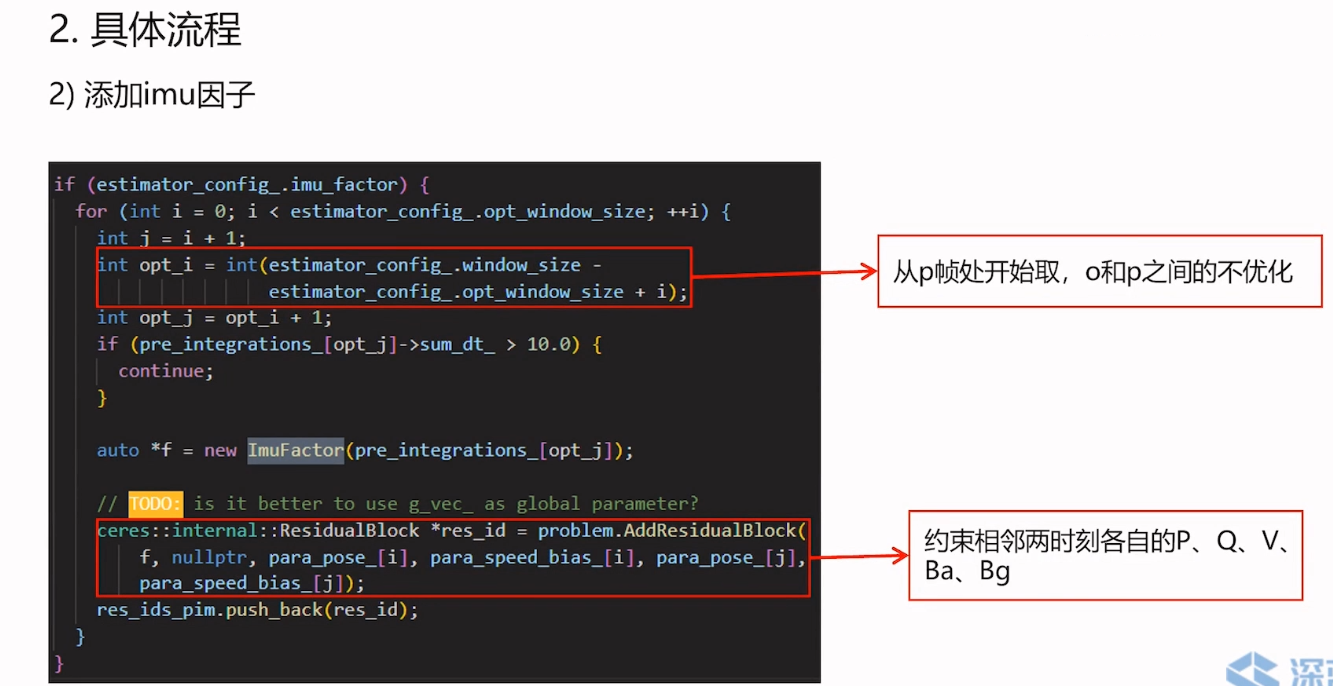 2. 具体流程
2) 添加imu因子
if (estimator_config_.imu_factor) {
for (int i = 0; i < estimator_config_.opt_window_size; ++i) {
int j = i + 1;
int opt_i = int(estimator_config_.window_size -
estimator_config_.opt_window_size + i);
int opt_j = opt_i + 1;
if (pre_integrations_[opt_j]->sum_dt_ > 10.0) {
continue;
}
auto *f = new ImuFactor(pre_integrations_[opt_j]);
// TODO: is it better to use g_vec_ as global parameter?
ceres::internal::ResidualBlock *res_id = problem.AddResidualBlock(
f, nullptr, para_pose_[i], para_speed_bias_[i], para_pose_[j],
para_speed_bias_[j]);
res_ids_pim.push_back(res_id);
}
}
从p帧处开始取，o和p之间的不优化
约束相邻两时刻各自的P、Q、V、
Ba、Bg
深